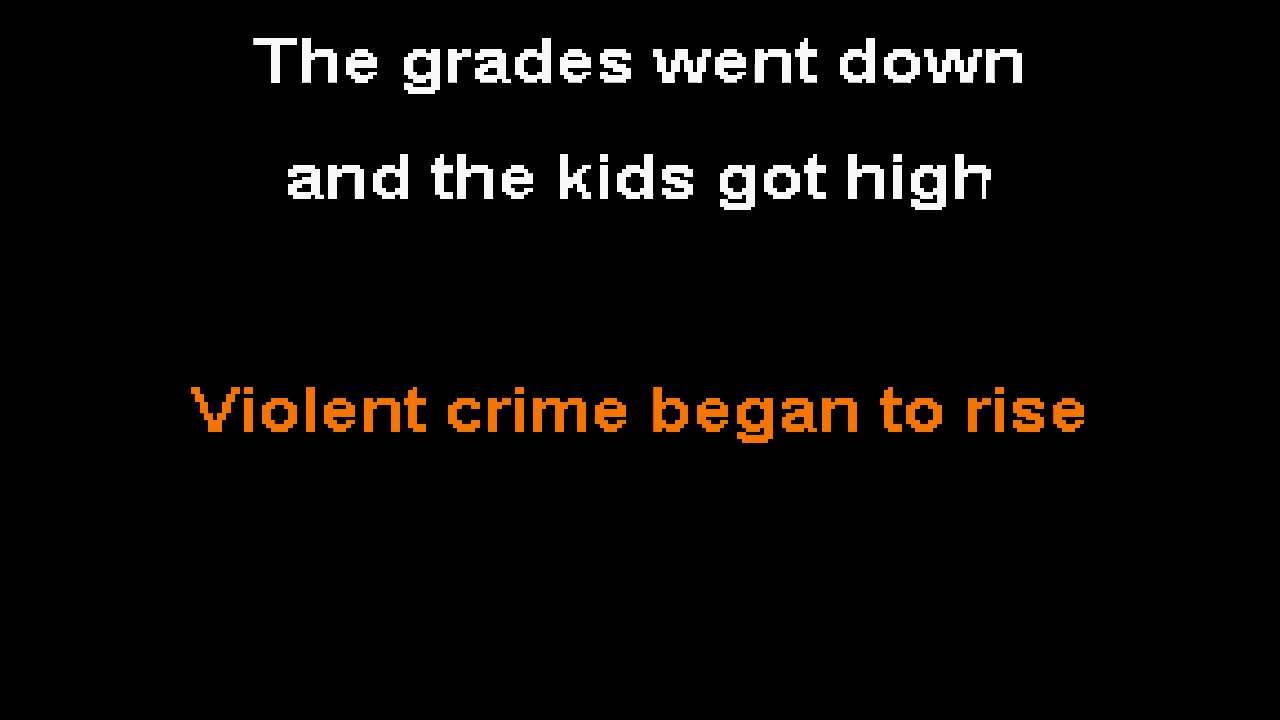 The grades went down
and the kids got high
Violent crime began to rise